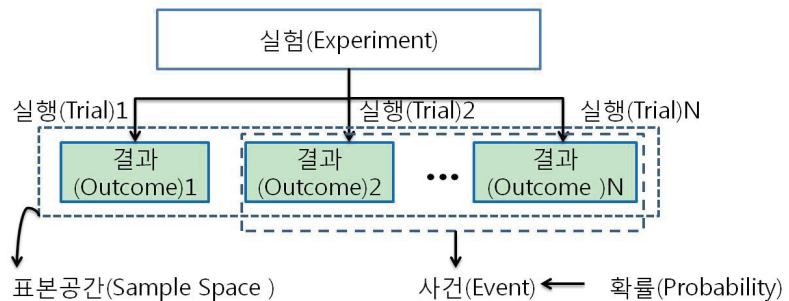 실험(Experiment)
실행(Trial)1 실행(Trial)2 실행(Trial)N
결과 결과 결과
(Outcome)1 (Outcome)2 ••• (Outcome )N
표본공간(Sample Space ) 사건(Event) 확률(Probability)